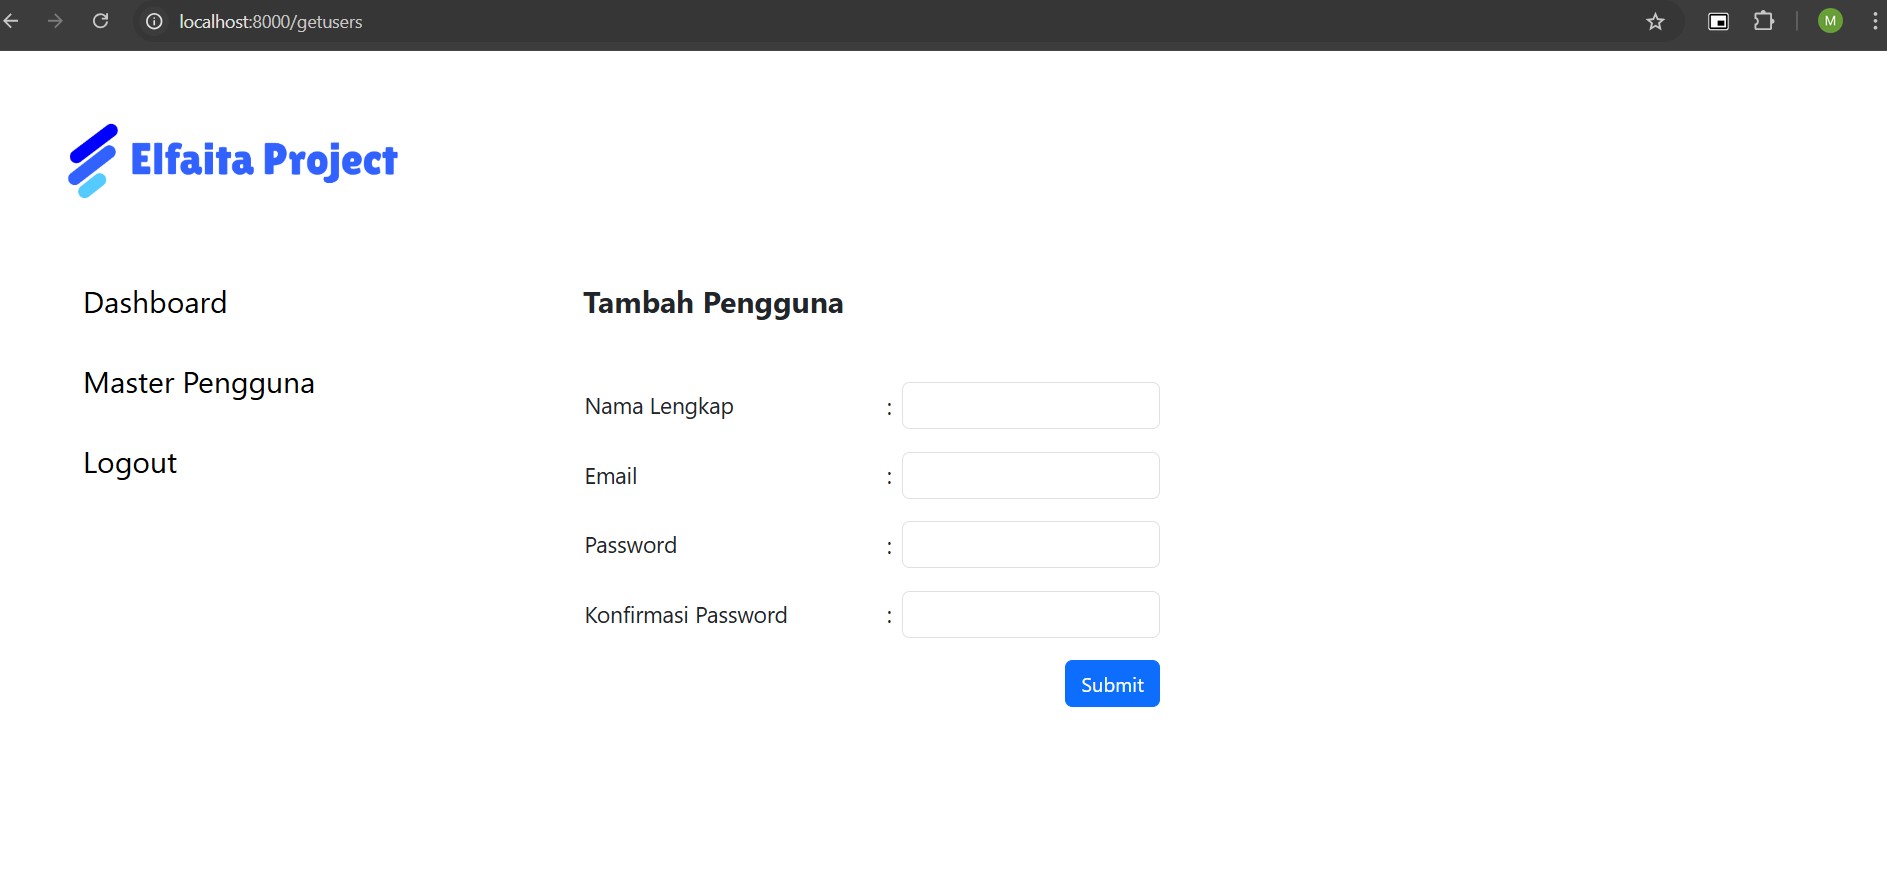 localhost:8000/getusers
M
Elfaita Project
Dashboard
Master Pengguna
Logout
Tambah Pengguna
Nama Lengkap :
Email :
Password :
Konfirmasi Password :
Submit